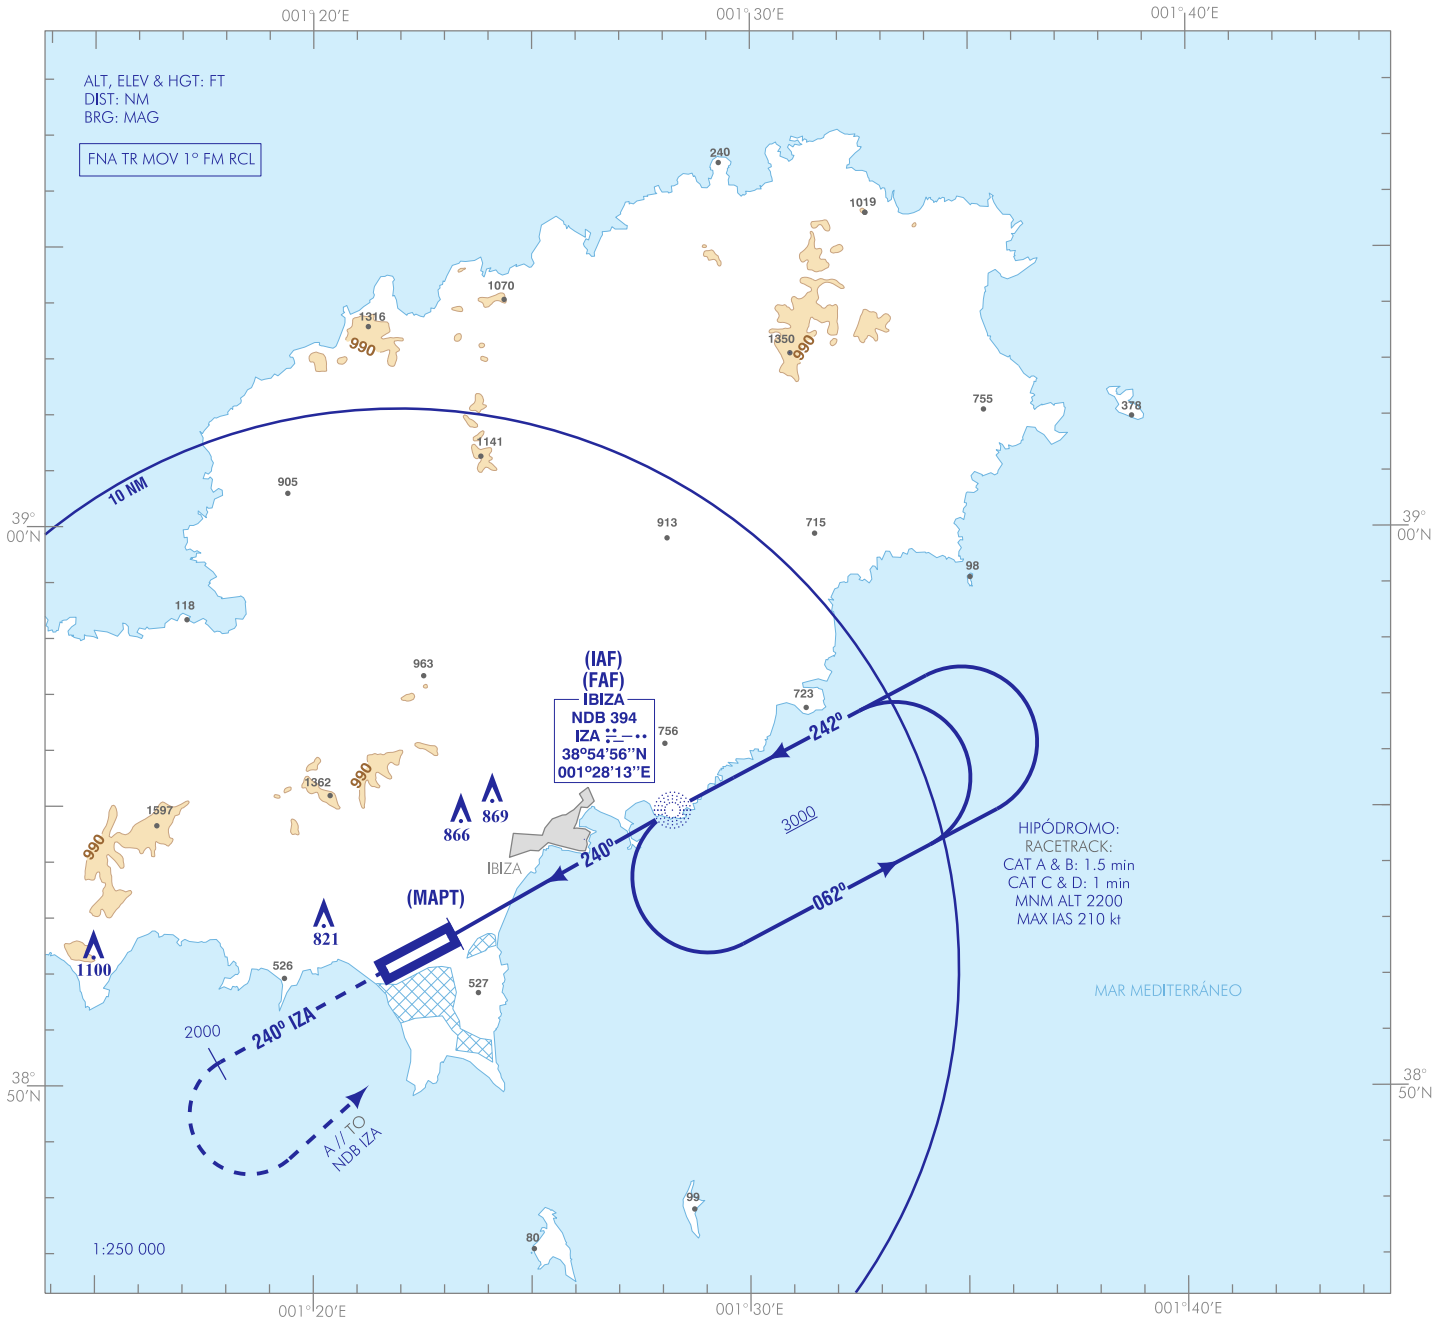 001°20'E
001°30'E
001°40'E
ALT, ELEV & HGT: FT
DIST: NM
BRG: MAG
FNA TR MOV 1º FM RCL
240
1019
1070
1316
990
1350
990
755
378
1141
10 NM
905
913
715
39°
00'N
39°
00'N
98
118
963
(IAF)
(FAF)
IBIZA
NDB 394
IZA
38°54'56''N
001°28'13''E
723
756
242º
1362
990
1597
990
869
866
3000
HIPÓDROMO:
RACETRACK:
CAT A & B: 1.5 min
CAT C & D: 1 min
MNM ALT 2200
MAX IAS 210 kt
240º
IBIZA
062º
(MAPT)
821
1100
526
527
MAR MEDITERRÁNEO
240º IZA
2000
38°
50'N
38°
50'N
A // TO
NDB IZA
99
80
1:250 000
001°20'E
001°30'E
001°40'E